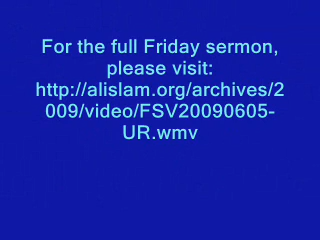 For the full Friday sermon,
please visit:
http://alislam.org/archives/2
009/video/FSV20090605-
UR.wmv